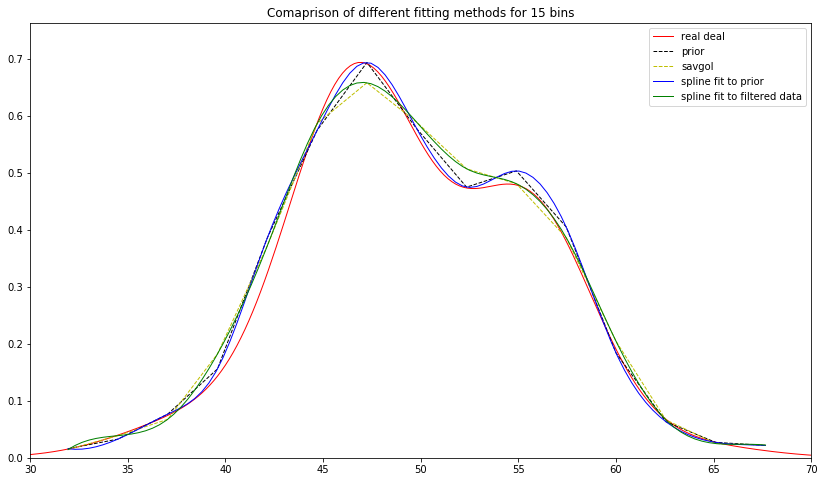 Comaprison of different fitting methods for 15 bins
real deal
prior
savgol
spline fit to prior
spline fit to filtered data
0.7
0.6
0.5
0.4
0.3
0.2
0.1
0.0
30 35 40 45 50 55 60 65 70